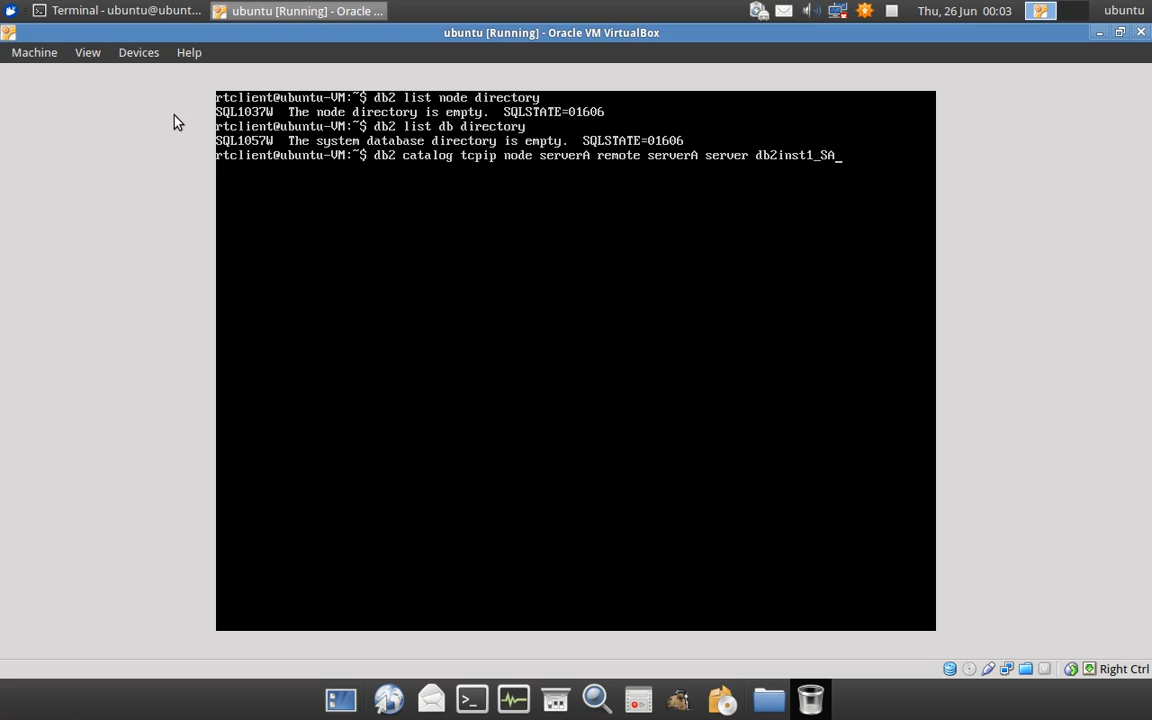 Terminal - ubuntu@ubunt...
ubuntu [Running] - Oracle ...
Thu, 26 Jun 00:03
ubuntu
ubuntu [Running] - Oracle VM VirtualBox
Machine View Devices Help
rtclient@ubuntu-VM:~$ db2 list node directory
SQL1037W  The node directory is empty.  SQLSTATE=01606
rtclient@ubuntu-VM:~$ db2 list db directory
SQL1057W  The system database directory is empty.  SQLSTATE=01606
rtclient@ubuntu-VM:~$ db2 catalog tcpip node serverA remote serverA server db2inst1_SA_
Right Ctrl